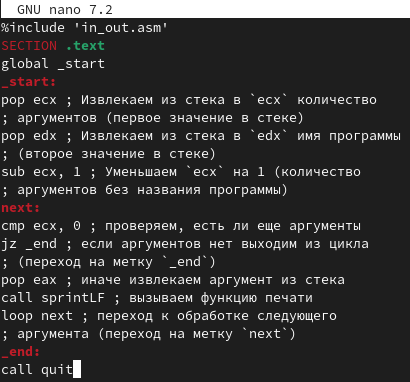 GNU nano 7.2
%include 'in_out.asm'
SECTION .text
global _start
_start:
pop ecx ; Извлекаем из стека в `ecx` количество
; аргументов (первое значение в стеке)
pop edx ; Извлекаем из стека в `edx` имя программы
; (второе значение в стеке)
sub ecx, 1 ; Уменьшаем `ecx` на 1 (количество
; аргументов без названия программы)
next:
cmp ecx, 0 ; проверяем, есть ли еще аргументы
jz _end ; если аргументов нет выходим из цикла
; (переход на метку `_end`)
pop eax ; иначе извлекаем аргумент из стека
call sprintLF ; вызываем функцию печати
loop next ; переход к обработке следующего
; аргумента (переход на метку `next`)
_end:
call quit